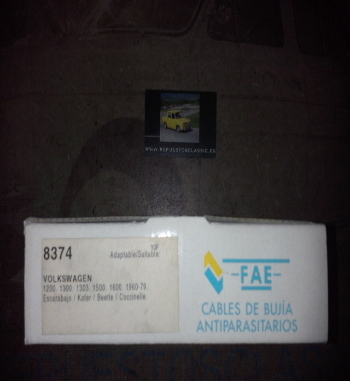 WWW.REPUESTOSCLASSIC.ES
8374
Adaptable/Suitable:
VOLKSWAGEN
1200, 1300, 1303, 1500, 1600, 1960-79.
Escarabajo / Kafer / Beetle / Coccinelle
FAE
CABLES DE BUJÍA
ANTIPARASITARIOS